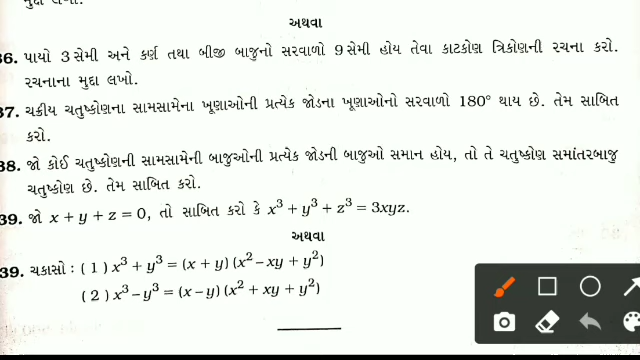 મુદ્દા લખો.
અથવા
36. પાયો 3 સેમી અને કર્ણ તથા બીજી બાજુનો સરવાળો 9 સેમી હોય તેવા કાટકોણ ત્રિકોણની રચના કરો.
રચનાના મુદ્દા લખો.
37. ચક્રીય ચતુષ્કોણના સામસામેના ખૂણાઓની પ્રત્યેક જોડના ખૂણાઓનો સરવાળો 180° થાય છે. તેમ સાબિત
કરો.
38. જો કોઈ ચતુષ્કોણની સામસામેની બાજુઓની પ્રત્યેક જોડની બાજુઓ સમાન હોય, તો તે ચતુષ્કોણ સમાંતરબાજુ
ચતુષ્કોણ છે. તેમ સાબિત કરો.
39. જો x + y + z = 0, તો સાબિત કરો કે x³ + y³ + z³ = 3xyz.
અથવા
39. ચકાસો : ( 1 ) x³ + y³ = (x + y) (x² – xy + y²)
( 2 ) x³ – y³ = (x – y) (x² + xy + y²)